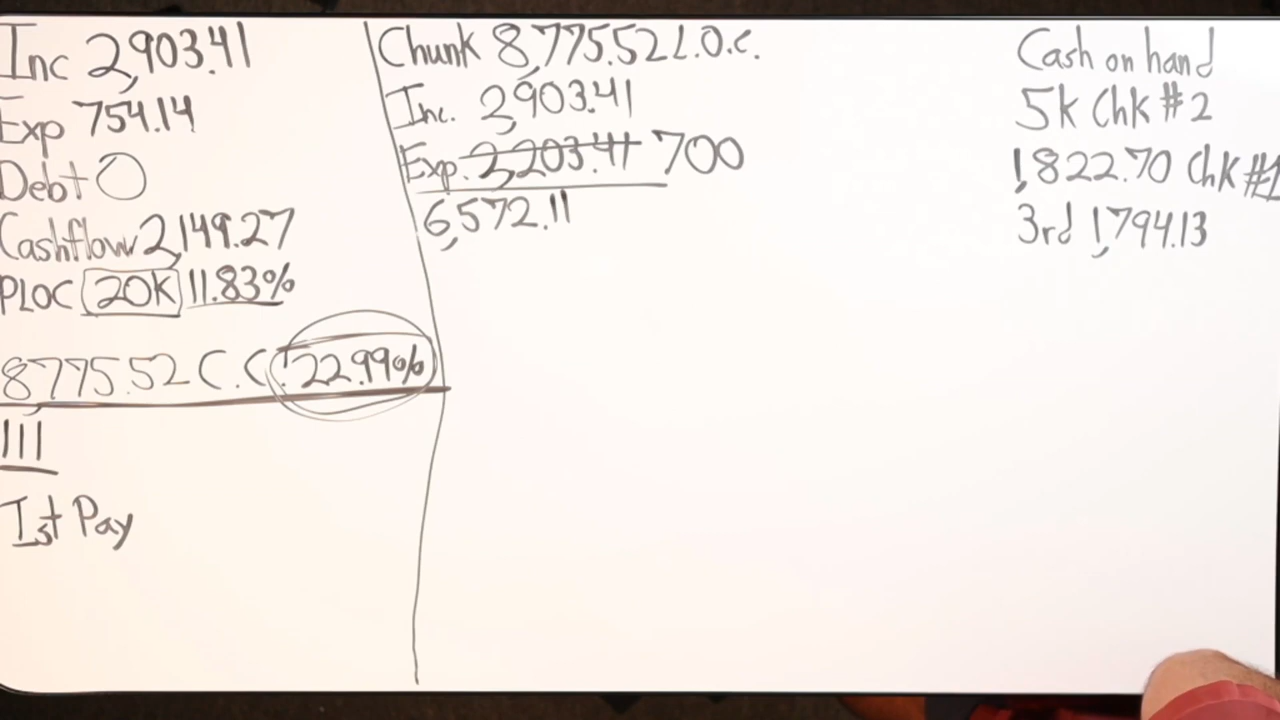 Inc 2,903.41
Exp 754.14
Debt 0
Cashflow 2,149.27
PLOC 20K 11.83%
8,775.52 C.C. 22.99%
111
1st Pay
Chunk 8,775.52 L.O.C.
Inc. 2,903.41
Exp. 2,203.41 700
6,572.11
Cash on hand
5k Chk #2
1,822.70 Chk #1
3rd 1,794.13